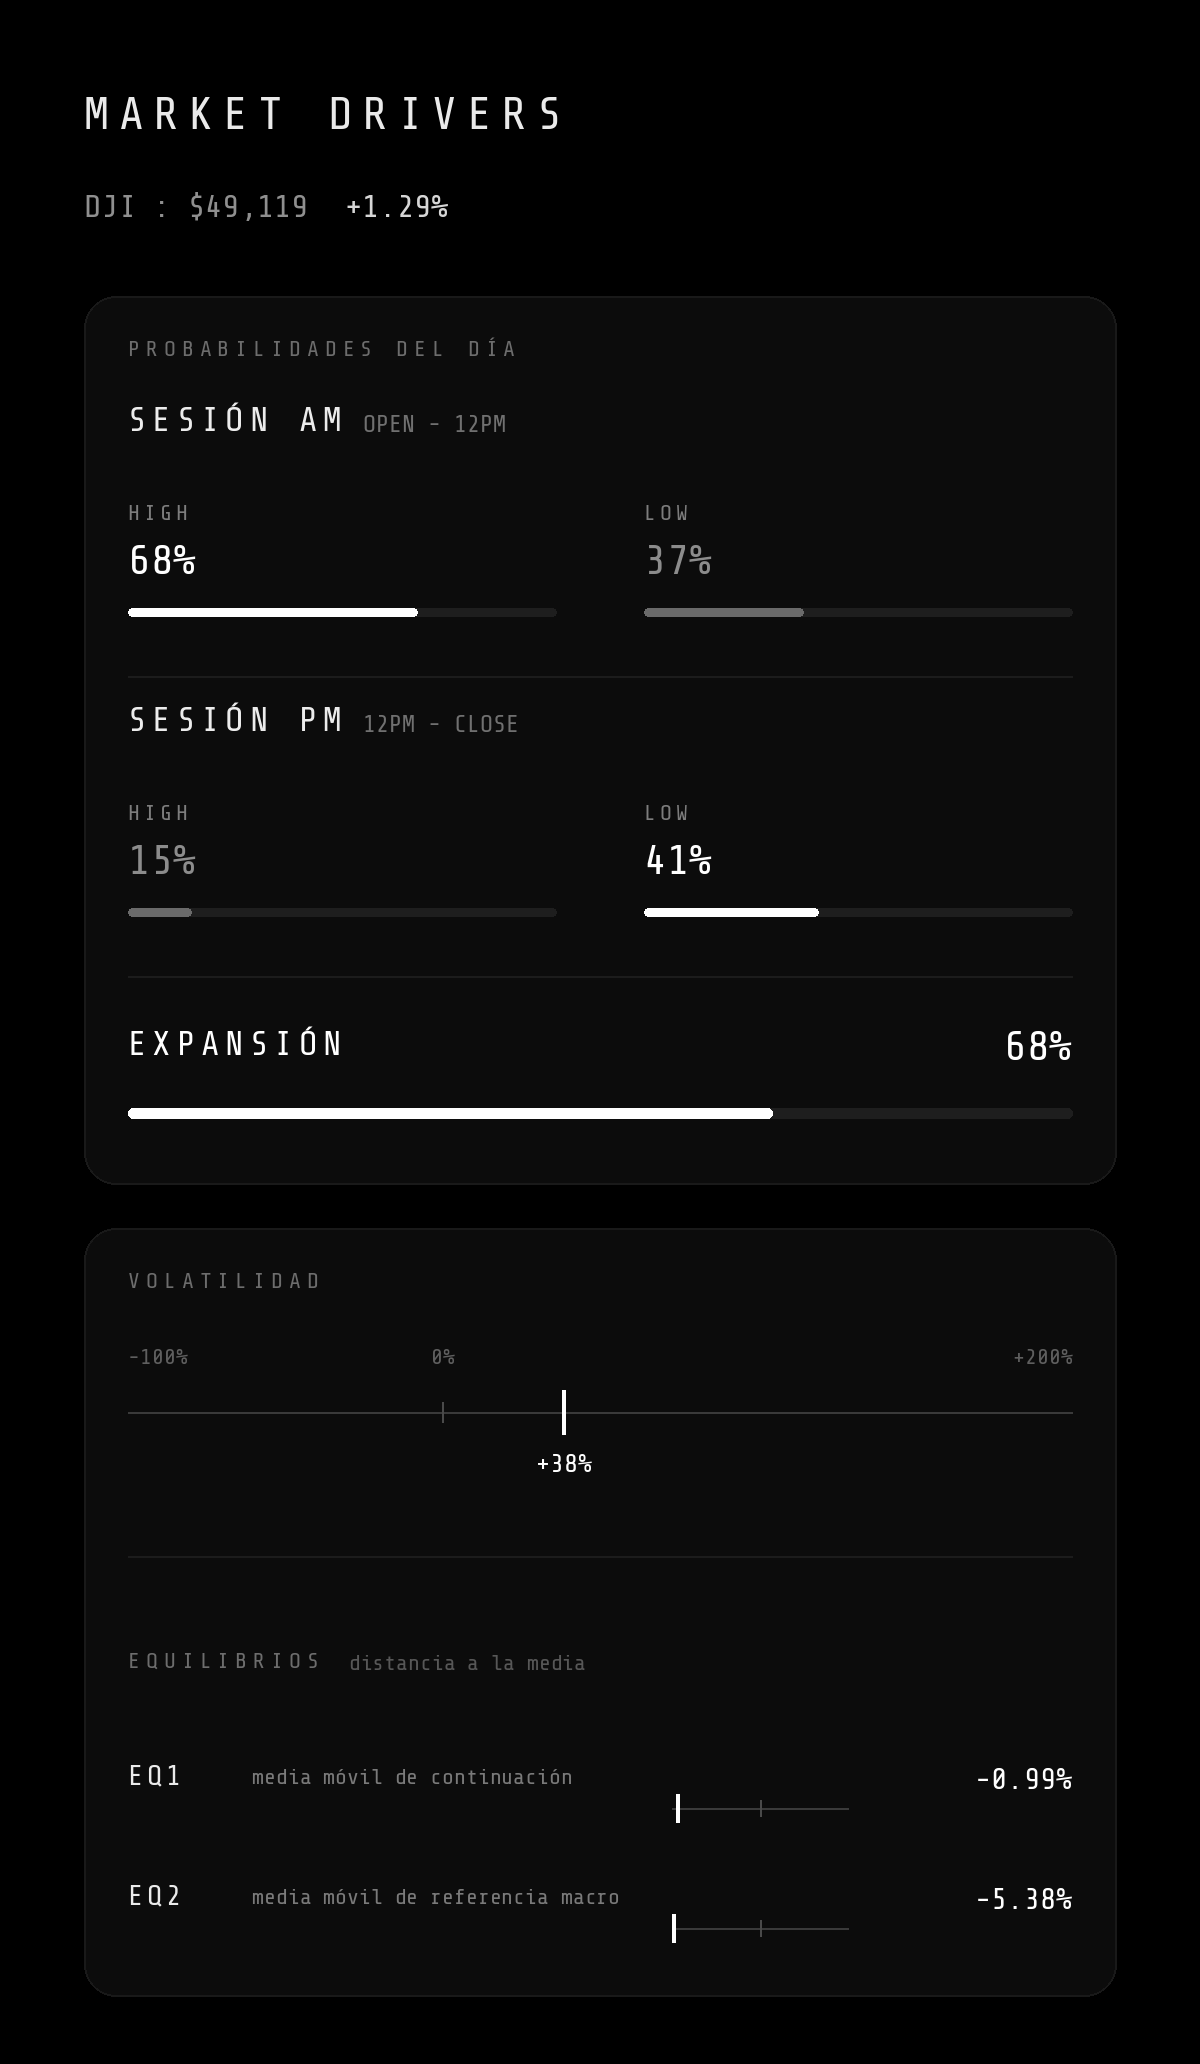 MARKET DRIVERS
DJI : $49,119 +1.29%
PROBABILIDADES DEL DÍA
SESIÓN AM OPEN - 12PM
HIGH LOW
68% 37%
SESIÓN PM 12PM - CLOSE
HIGH LOW
15% 41%
EXPANSIÓN 68%
VOLATILIDAD
-100% 0% +200%
+38%
EQUILIBRIOS distancia a la media
EQ1 media móvil de continuación -0.99%
EQ2 media móvil de referencia macro -5.38%